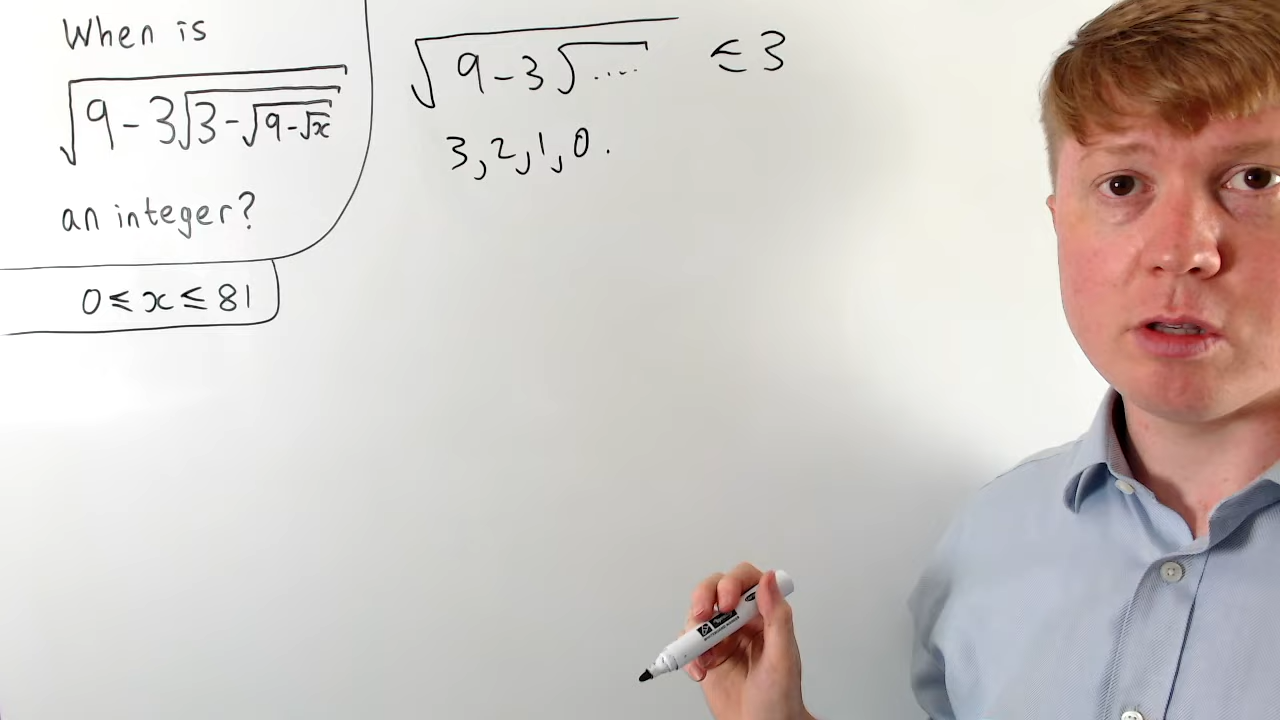 When is
√(9-3√(3-√(9-√x)))
an integer?
0≤x≤81
√(9-3√....) ≤3
3,2,1,0.